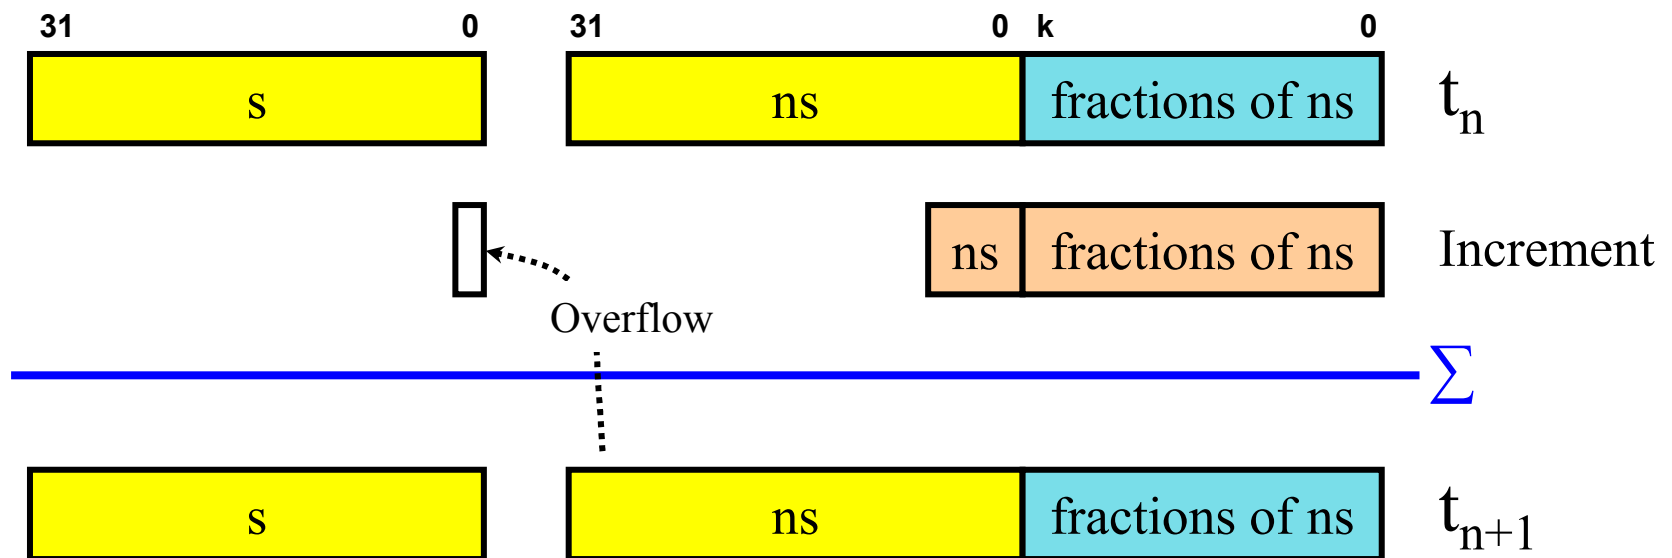 31 0 31 0 k 0
s ns fractions of ns tn
ns fractions of ns Increment
Overflow
Σ
s ns fractions of ns tn+1